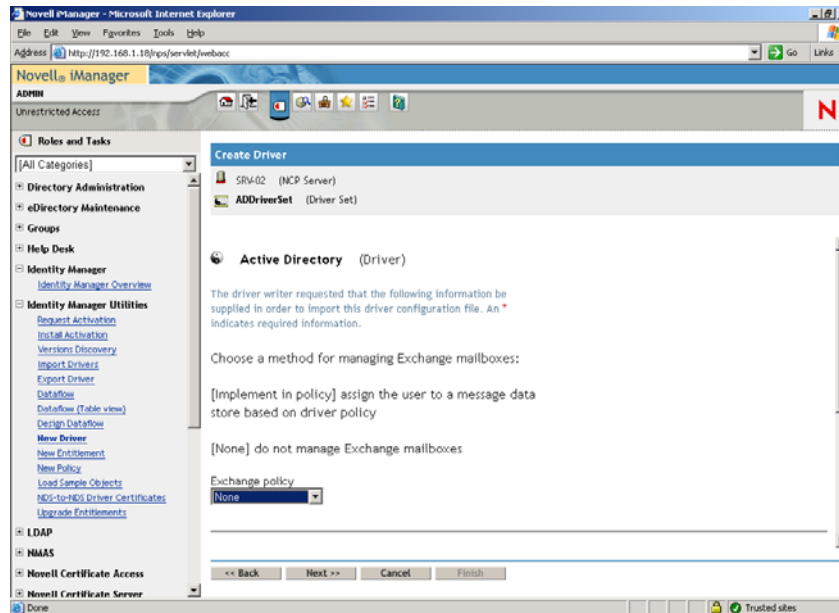 Novell iManager - Microsoft Internet Explorer
File Edit View Favorites Tools Help
Address http://192.168.1.18/nps/servlet/webacc Go Links
Novell® iManager
ADMIN
Unrestricted Access
N
Roles and Tasks
[All Categories]
Directory Administration
eDirectory Maintenance
Groups
Help Desk
Identity Manager
Identity Manager Overview
Identity Manager Utilities
Request Activation
Install Activation
Versions Discovery
Import Drivers
Export Driver
Dataflow
Dataflow (Table view)
Design Dataflow
New Driver
New Entitlement
New Policy
Load Sample Objects
NDS-to-NDS Driver Certificates
Upgrade Entitlements
LDAP
NMAS
Novell Certificate Access
Novell Certificate Server
Create Driver
SRV-02 (NCP Server)
ADDriverSet (Driver Set)
Active Directory (Driver)
The driver writer requested that the following information be
supplied in order to import this driver configuration file. An *
indicates required information.
Choose a method for managing Exchange mailboxes:
[Implement in policy] assign the user to a message data
store based on driver policy
[None] do not manage Exchange mailboxes
Exchange policy
None
<< Back Next >> Cancel Finish
Done Trusted sites